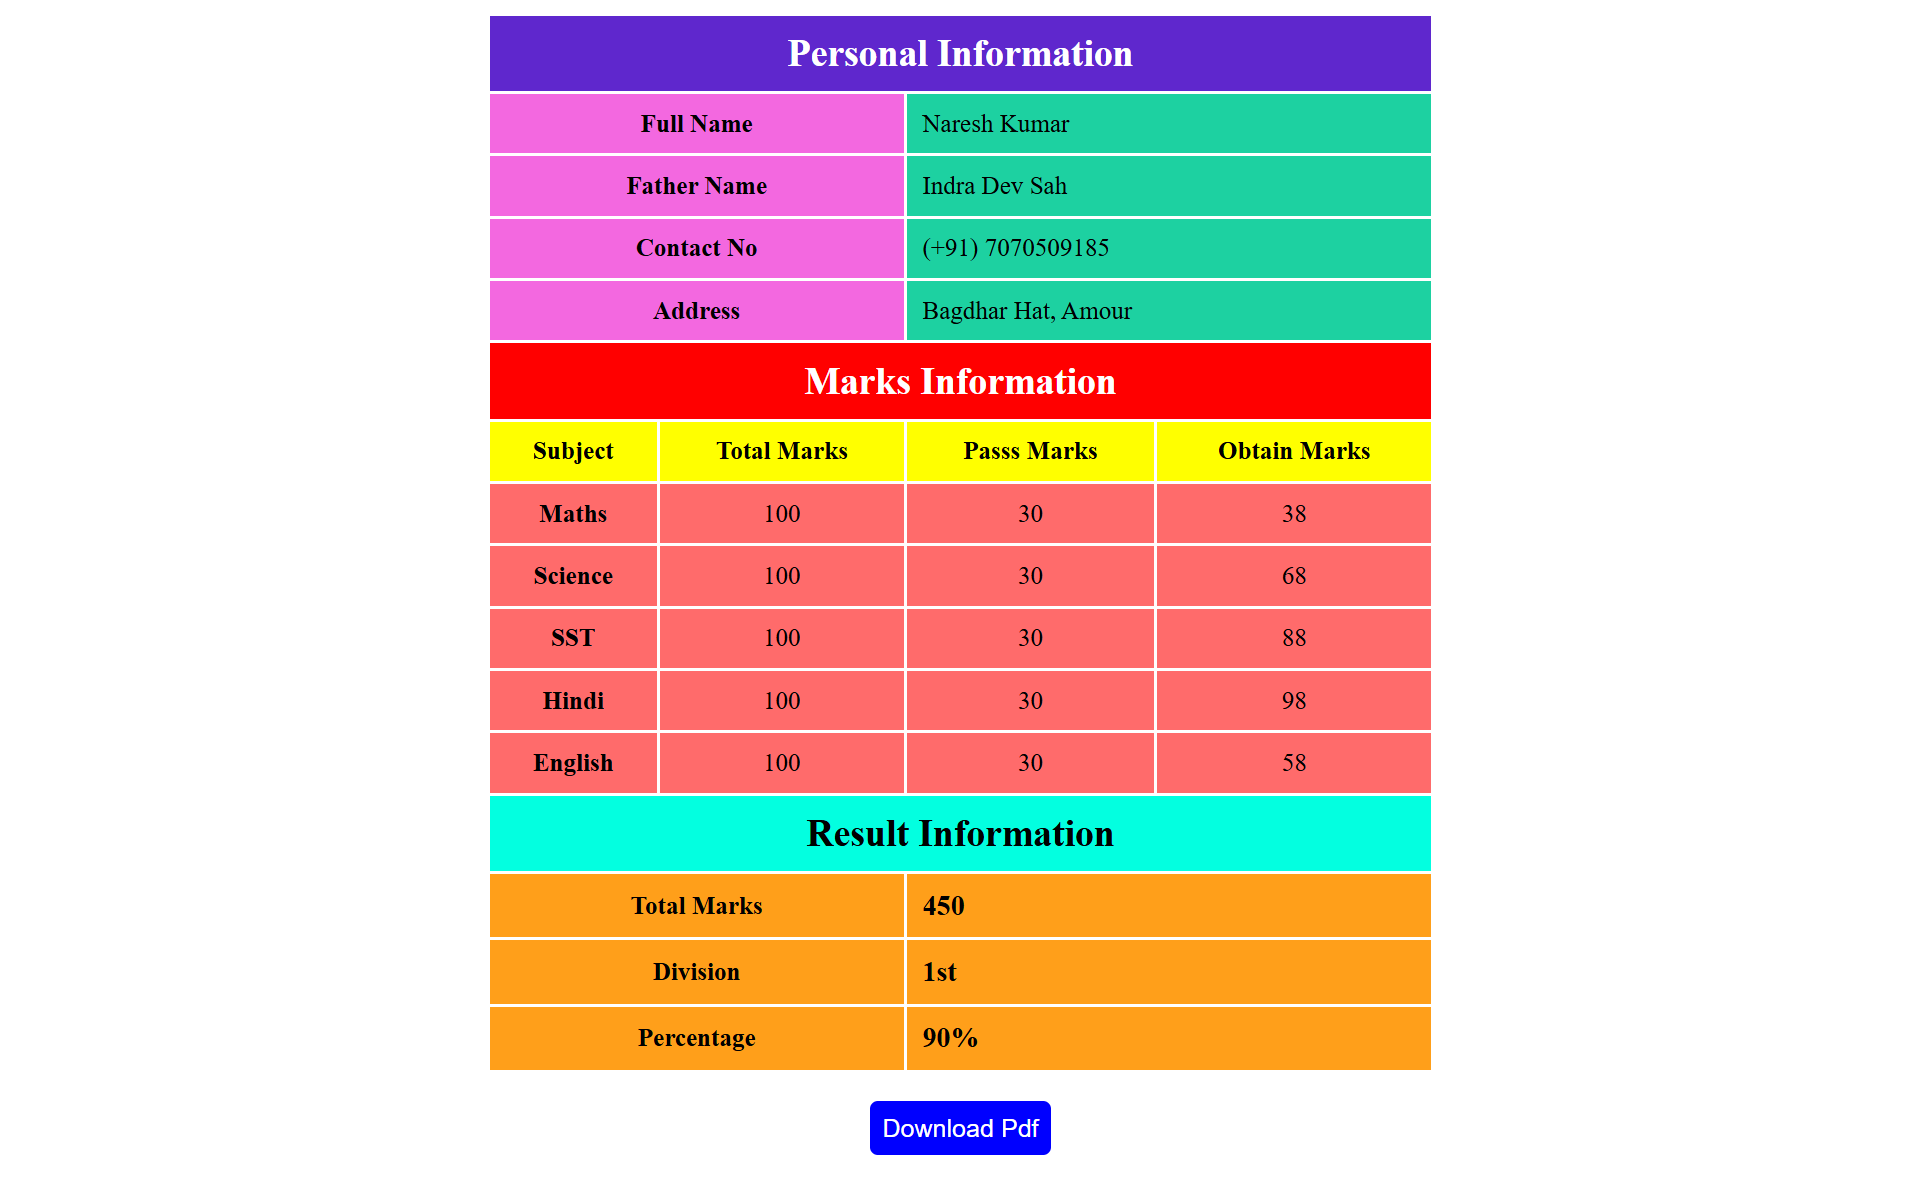 Personal Information
Full Name Naresh Kumar
Father Name Indra Dev Sah
Contact No (+91) 7070509185
Address Bagdhar Hat, Amour
Marks Information
Subject Total Marks Passs Marks Obtain Marks
Maths 100 30 38
Science 100 30 68
SST 100 30 88
Hindi 100 30 98
English 100 30 58
Result Information
Total Marks 450
Division 1st
Percentage 90%
Download Pdf